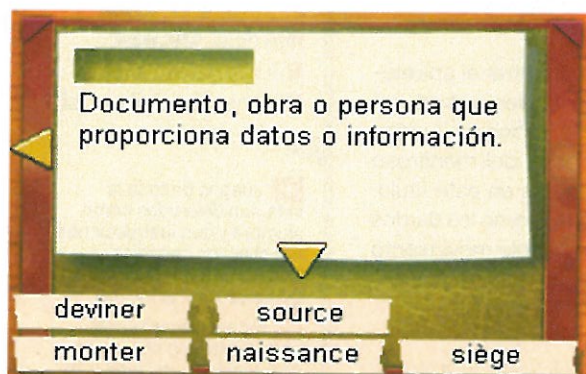 Documento, obra o persona que
proporciona datos o información.
deviner source
monter naissance siège